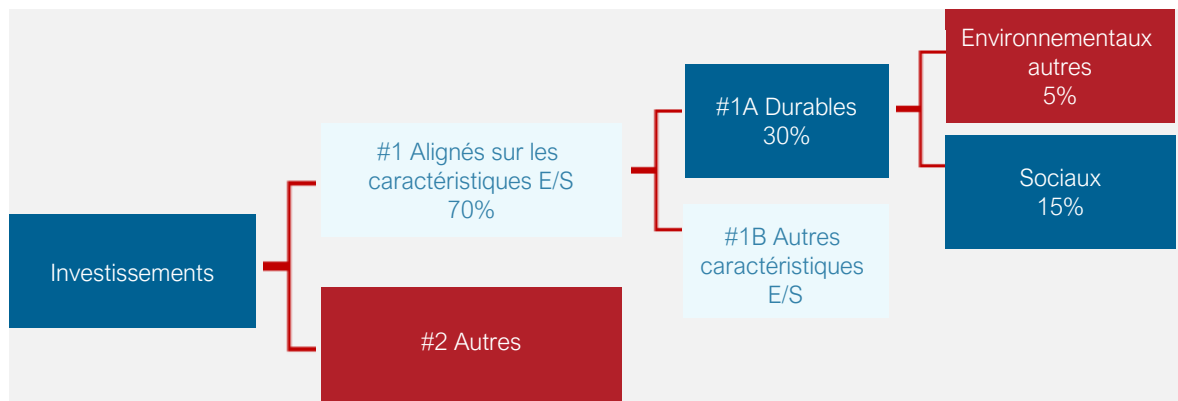 Investissements
#1 Alignés sur les
caractéristiques E/S
70%
#2 Autres
#1A Durables
30%
#1B Autres
caractéristiques
E/S
Environnementaux
autres
5%
Sociaux
15%